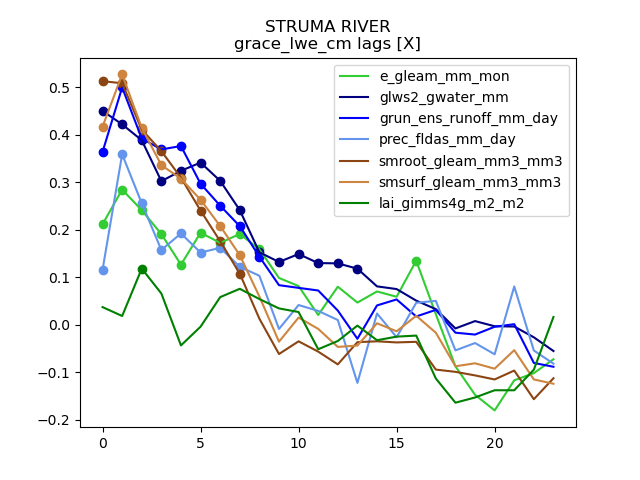 STRUMA RIVER
grace_lwe_cm lags [X]
e_gleam_mm_mon
glws2_gwater_mm
grun_ens_runoff_mm_day
prec_fldas_mm_day
smroot_gleam_mm3_mm3
smsurf_gleam_mm3_mm3
lai_gimms4g_m2_m2
0.5
0.4
0.3
0.2
0.1
0.0
−0.1
−0.2
0 5 10 15 20